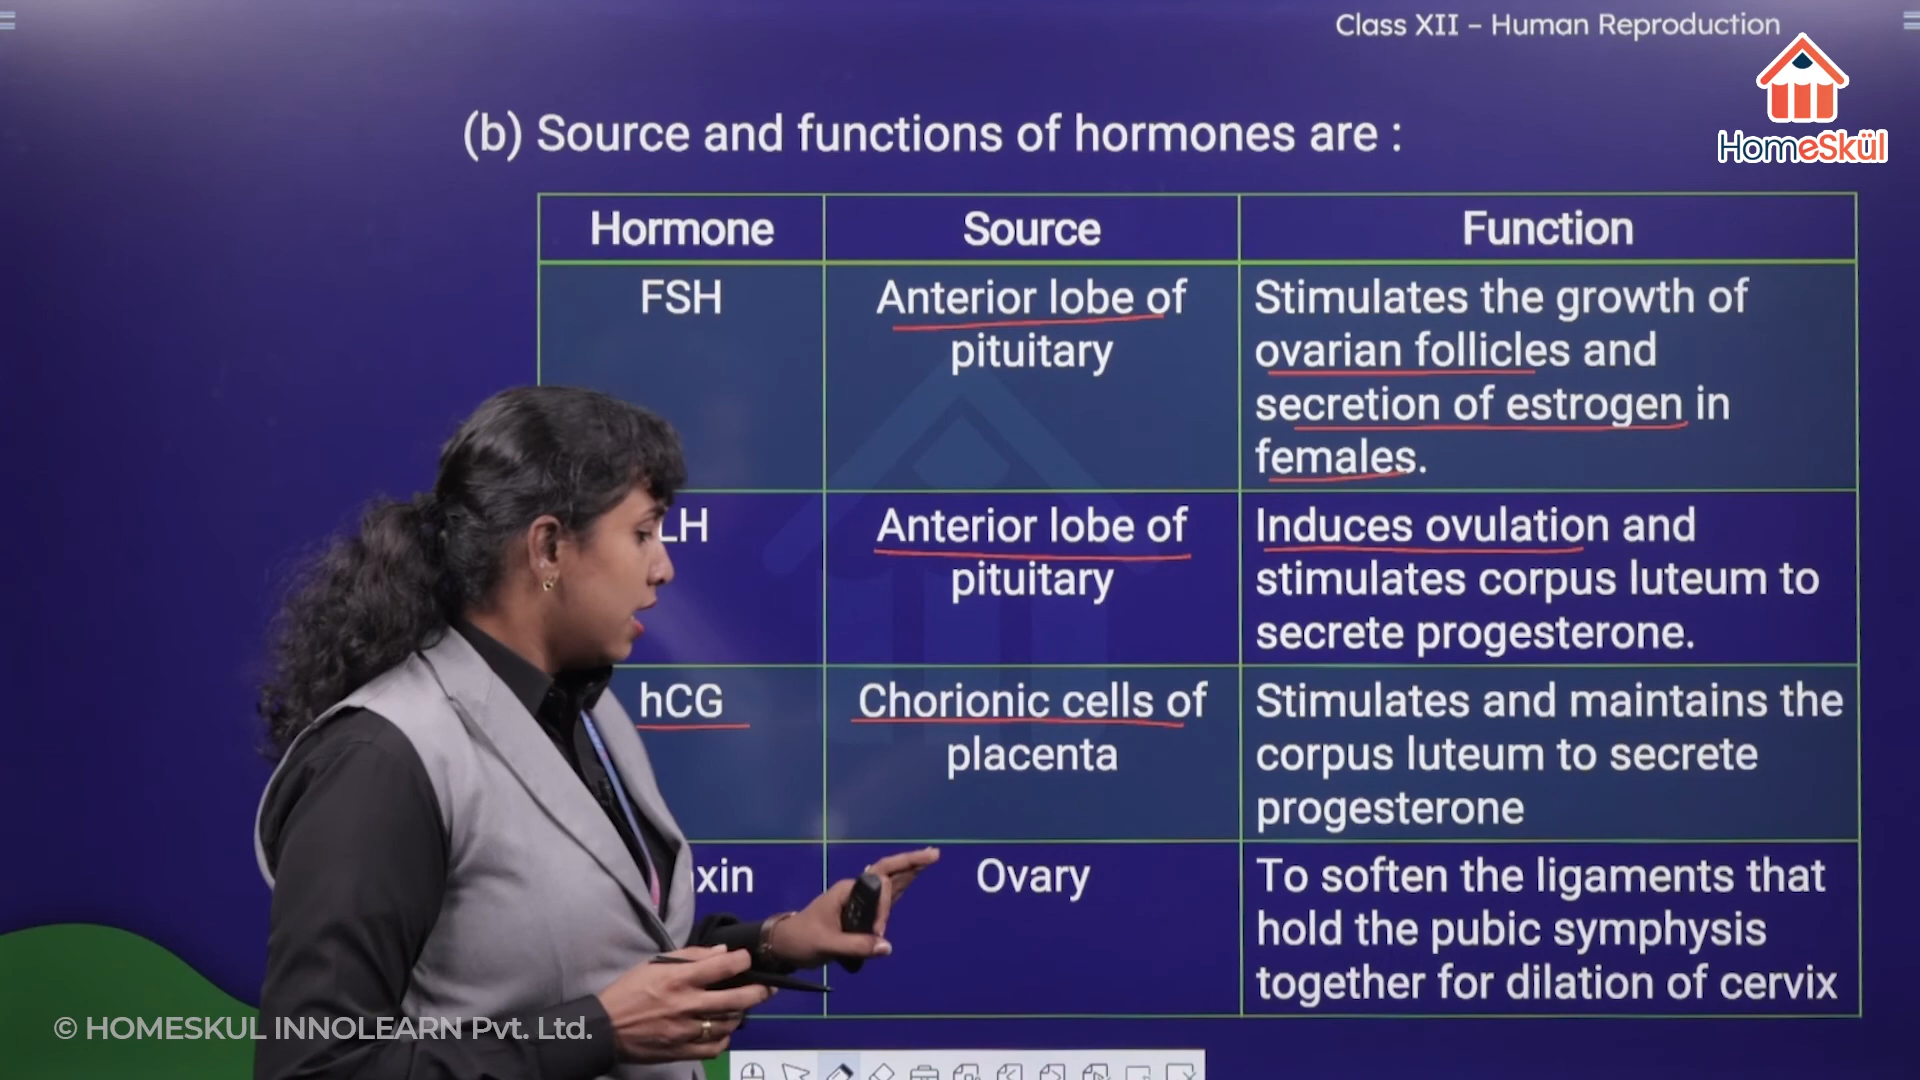 Class XII – Human Reproduction
HomeSkül
(b) Source and functions of hormones are :
Hormone Source Function
FSH Anterior lobe of Stimulates the growth of
pituitary ovarian follicles and
secretion of estrogen in
females.
LH Anterior lobe of Induces ovulation and
pituitary stimulates corpus luteum to
secrete progesterone.
hCG Chorionic cells of Stimulates and maintains the
placenta corpus luteum to secrete
progesterone
xin Ovary To soften the ligaments that
hold the pubic symphysis
together for dilation of cervix
© HOMESKUL INNOLEARN Pvt. Ltd.